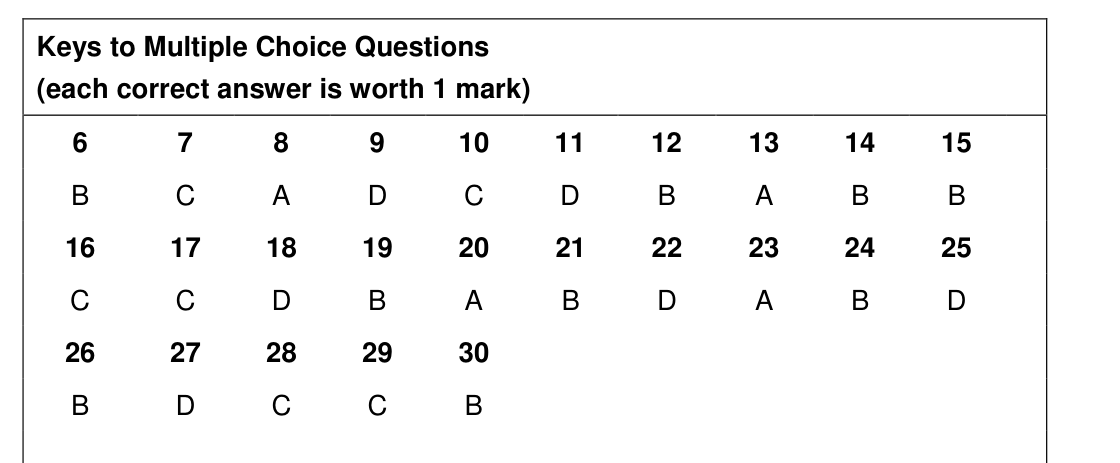 Keys to Multiple Choice Questions
(each correct answer is worth 1 mark)
6 7 8 9 10 11 12 13 14 15
B C A D C D B A B B
16 17 18 19 20 21 22 23 24 25
C C D B A B D A B D
26 27 28 29 30
B D C C B